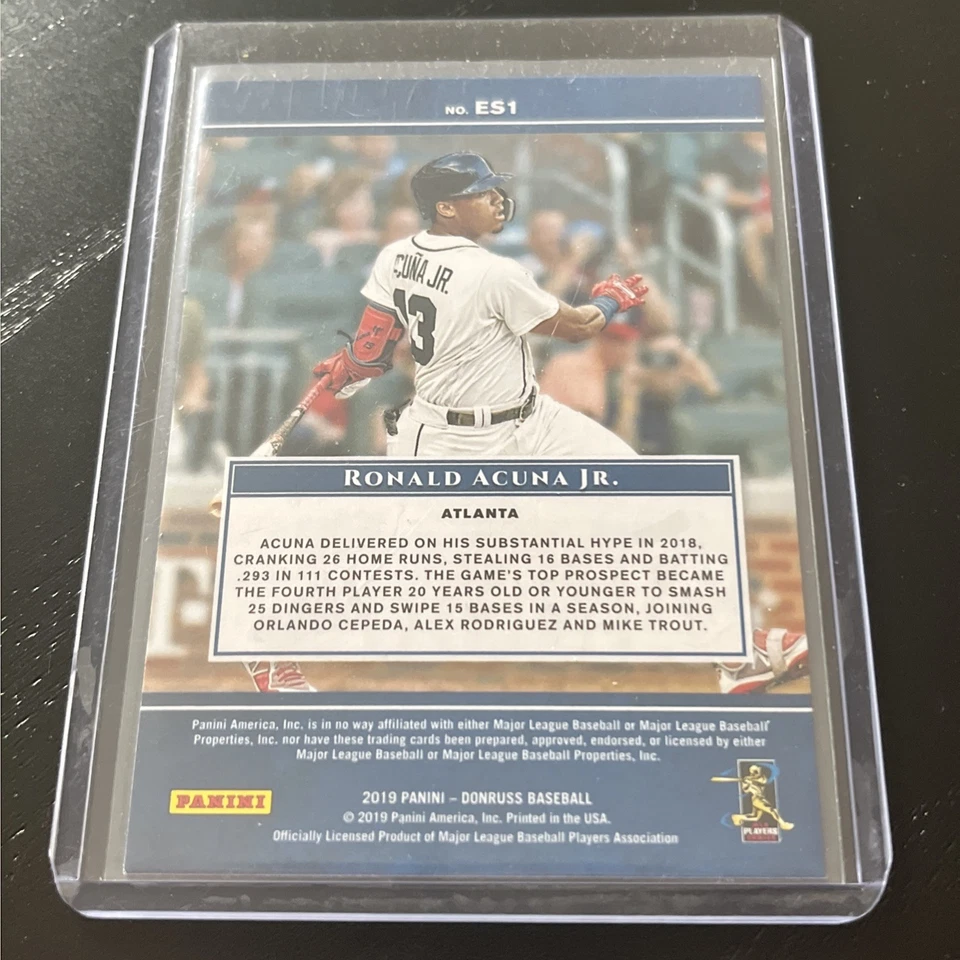 NO. ES1
ACUÑA JR.
13
RONALD ACUNA JR.
ATLANTA
ACUNA DELIVERED ON HIS SUBSTANTIAL HYPE IN 2018,
CRANKING 26 HOME RUNS, STEALING 16 BASES AND BATTING
.293 IN 111 CONTESTS. THE GAME'S TOP PROSPECT BECAME
THE FOURTH PLAYER 20 YEARS OLD OR YOUNGER TO SMASH
25 DINGERS AND SWIPE 15 BASES IN A SEASON, JOINING
ORLANDO CEPEDA, ALEX RODRIGUEZ AND MIKE TROUT.
Panini America, Inc. is in no way affiliated with either Major League Baseball or Major League Baseball
Properties, Inc. nor have these trading cards been prepared, approved, endorsed, or licensed by either
Major League Baseball or Major League Baseball Properties, Inc.
PANINI
2019 PANINI – DONRUSS BASEBALL
© 2019 Panini America, Inc. Printed in the USA.
Officially Licensed Product of Major League Baseball Players Association
PLAYERS